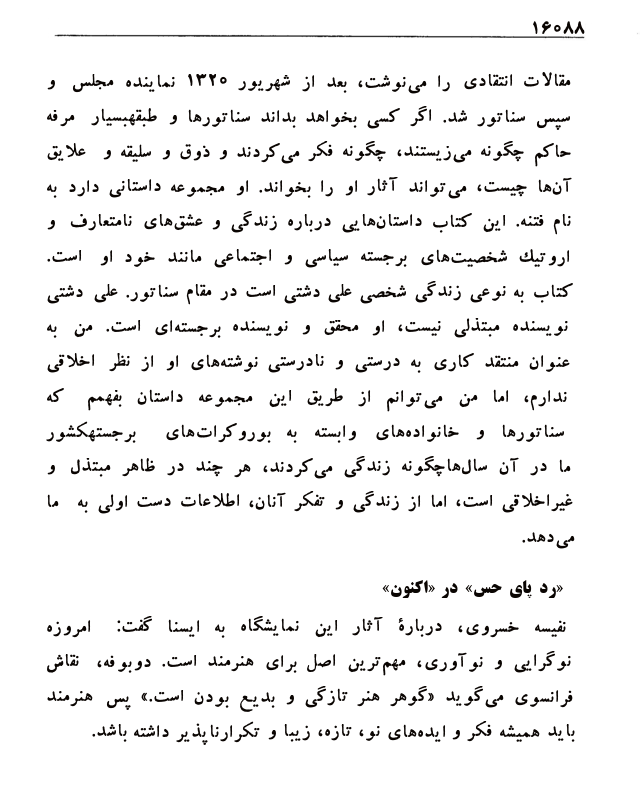 ۱۶۰۸۸
مقالات انتقادی را می‌نوشت، بعد از شهریور ۱۳۲۰ نماینده مجلس و
سپس سناتور شد. اگر کسی بخواهد بداند سناتورها و طبقهبسیار مرفه
حاکم چگونه می‌زیستند، چگونه فکر می‌کردند و ذوق و سلیقه و علایق
آن‌ها چیست، می‌تواند آثار او را بخواند. او مجموعه داستانی دارد به
نام فتنه. این کتاب داستان‌هایی درباره زندگی و عشق‌های نامتعارف و
اروتیك شخصیت‌های برجسته سیاسی و اجتماعی مانند خود او است.
کتاب به نوعی زندگی شخصی علی دشتی است در مقام سناتور. علی دشتی
نویسنده مبتذلی نیست، او محقق و نویسنده برجسته‌ای است. من به
عنوان منتقد کاری به درستی و نادرستی نوشته‌های او از نظر اخلاقی
ندارم، اما من می‌توانم از طریق این مجموعه داستان بفهمم که
سناتورها و خانواده‌های وابسته به بوروکرات‌های برجستهکشور
ما در آن سال‌هاچگونه زندگی می‌کردند، هر چند در ظاهر مبتذل و
غیراخلاقی است، اما از زندگی و تفکر آنان، اطلاعات دست اولی به ما
می‌دهد.
«رد پای حس» در «اکنون»
نفیسه خسروی، دربارهٔ آثار این نمایشگاه به ایسنا گفت: امروزه
نوگرایی و نوآوری، مهم‌ترین اصل برای هنرمند است. دوبوفه، نقاش
فرانسوی می‌گوید «گوهر هنر تازگی و بدیع بودن است.» پس هنرمند
باید همیشه فکر و ایده‌های نو، تازه، زیبا و تکرارناپذیر داشته باشد.